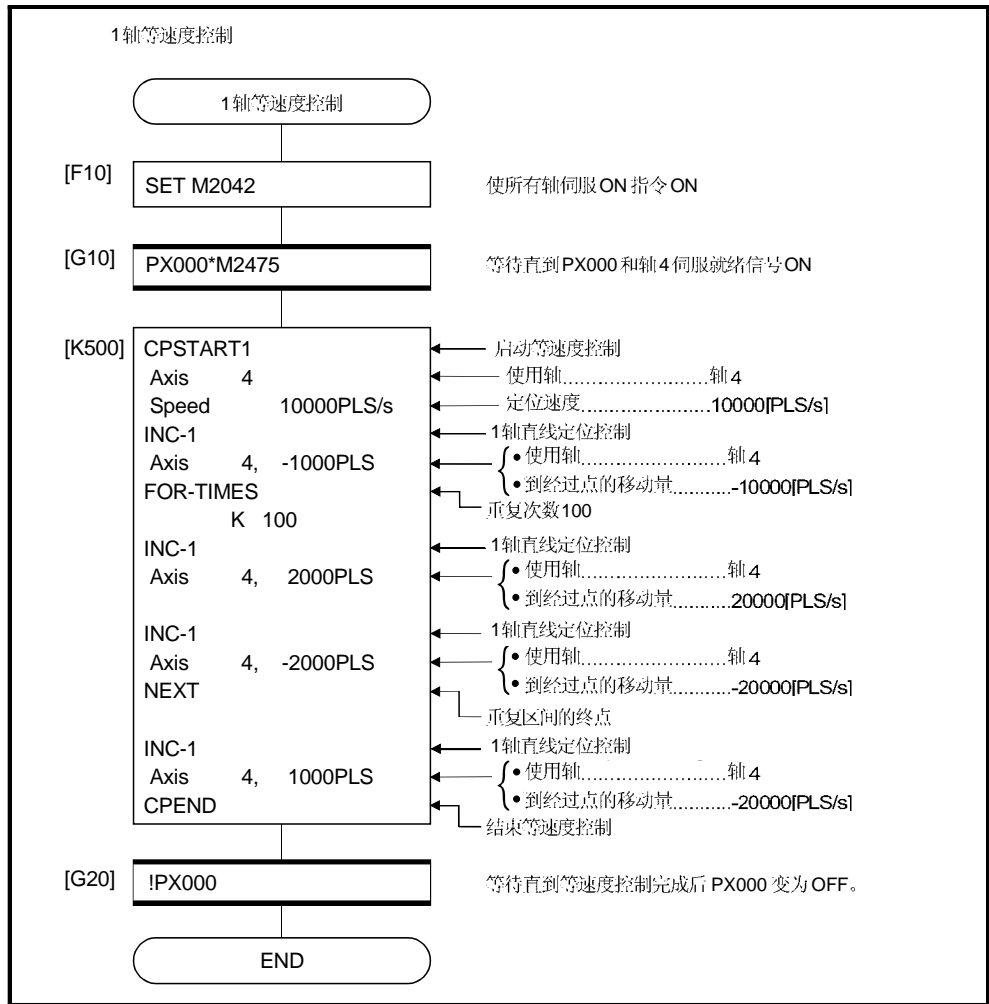 1轴等速度控制
1轴等速度控制
[F10] SET M2042 使所有轴伺服ON 指令ON
[G10] PX000*M2475 等待直到PX000 和轴4 伺服就绪信号ON
[K500] CPSTART1 启动等速度控制
Axis 4 使用轴........................轴4
Speed 10000PLS/s 定位速度......................10000[PLS/s]
INC-1 1轴直线定位控制
Axis 4, -1000PLS •使用轴........................轴4
•到经过点的移动量...........-10000[PLS/s]
FOR-TIMES 重复次数100
K 100
INC-1 1轴直线定位控制
Axis 4, 2000PLS •使用轴........................轴4
•到经过点的移动量...........20000[PLS/s]
INC-1 1轴直线定位控制
Axis 4, -2000PLS •使用轴........................轴4
•到经过点的移动量...........-20000[PLS/s]
NEXT 重复区间的终点
INC-1 1轴直线定位控制
Axis 4, 1000PLS •使用轴........................轴4
•到经过点的移动量...........-20000[PLS/s]
CPEND 结束等速度控制
[G20] !PX000 等待直到等速度控制完成后 PX000 变为OFF。
END